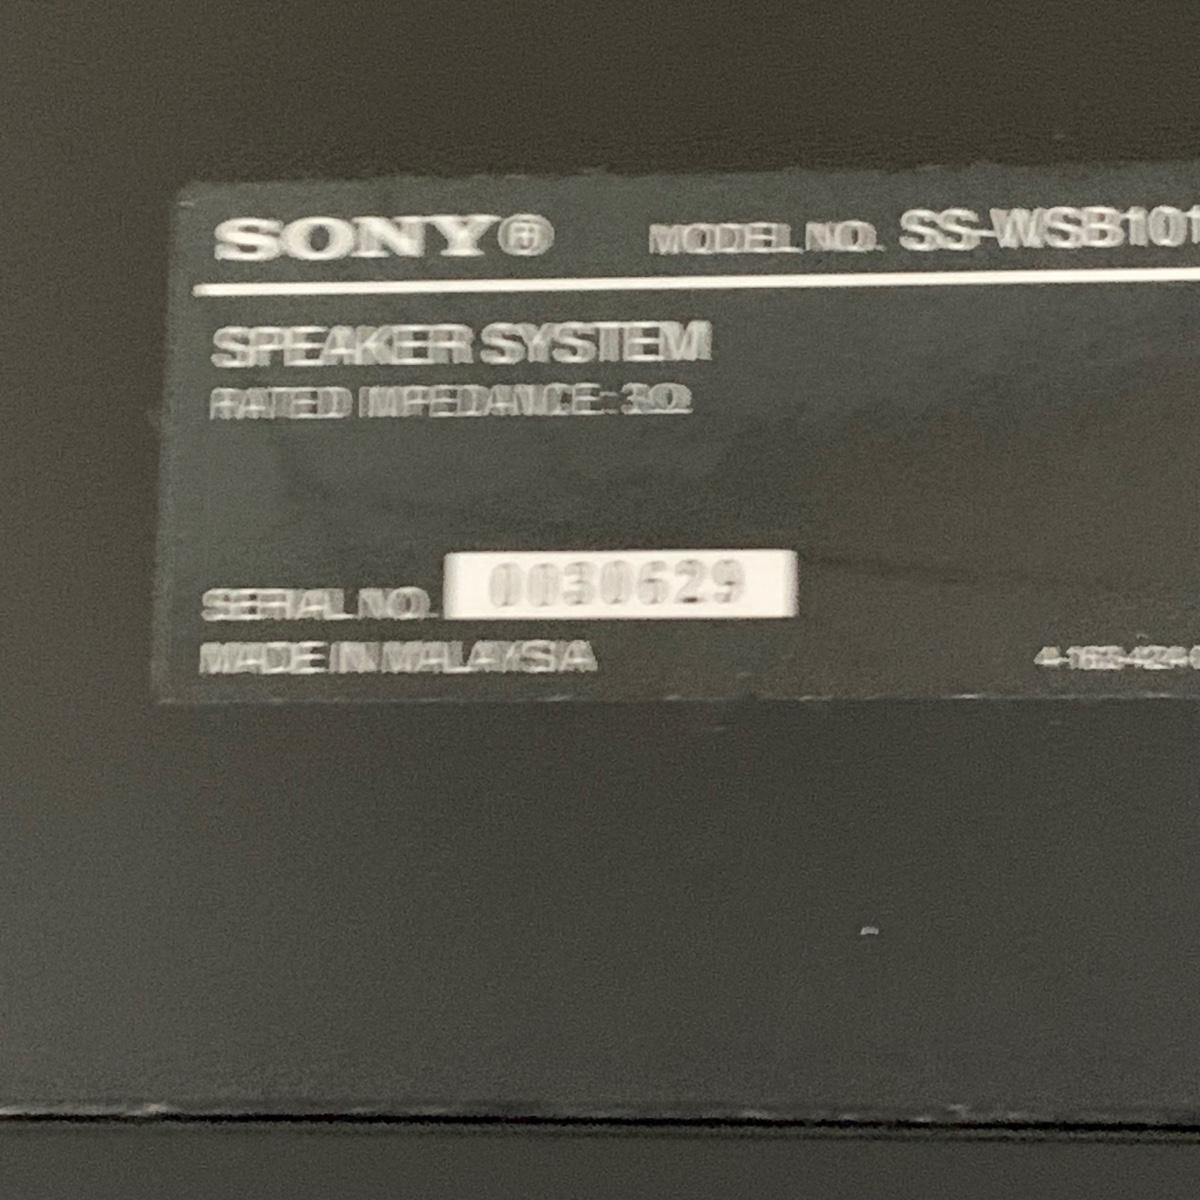 SONY® MODEL NO. SS-WSB101
SPEAKER SYSTEM
RATED IMPEDANCE: 3Ω
SERIAL NO. 0030629
MADE IN MALAYSIA